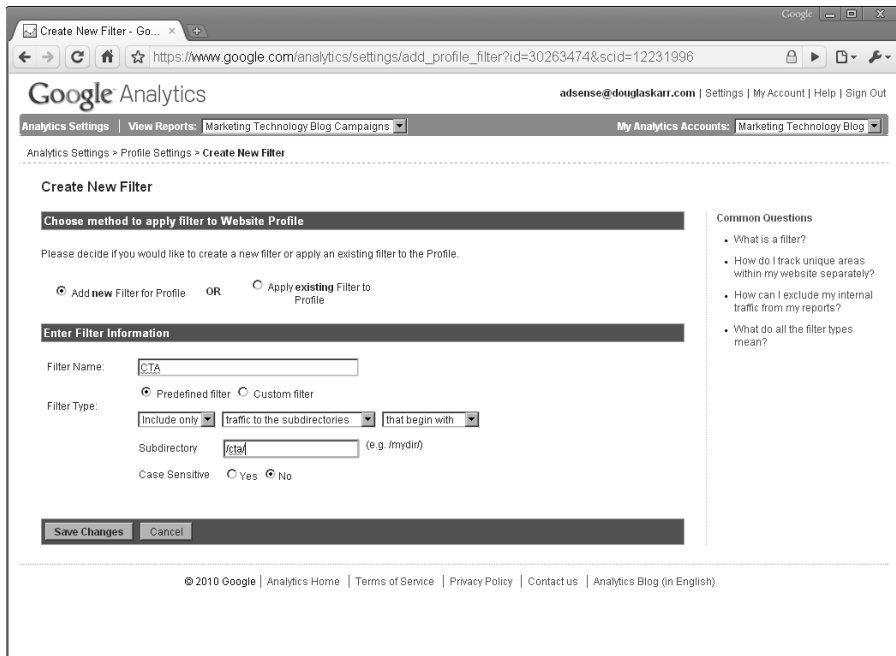 Google
Create New Filter - Go... ×
https://www.google.com/analytics/settings/add_profile_filter?id=30263474&scid=12231996
Google Analytics
adsense@douglaskarr.com | Settings | My Account | Help | Sign Out
Analytics Settings | View Reports: Marketing Technology Blog Campaigns
My Analytics Accounts: Marketing Technology Blog
Analytics Settings > Profile Settings > Create New Filter
Create New Filter
Choose method to apply filter to Website Profile
Please decide if you would like to create a new filter or apply an existing filter to the Profile.
Add new Filter for Profile OR Apply existing Filter to
Profile
Enter Filter Information
Filter Name: CTA
Predefined filter Custom filter
Filter Type:
Include only traffic to the subdirectories that begin with
Subdirectory /cta/ (e.g. /mydir/)
Case Sensitive Yes No
Save Changes Cancel
Common Questions
• What is a filter?
• How do I track unique areas
within my website separately?
• How can I exclude my internal
traffic from my reports?
• What do all the filter types
mean?
© 2010 Google | Analytics Home | Terms of Service | Privacy Policy | Contact us | Analytics Blog (in English)